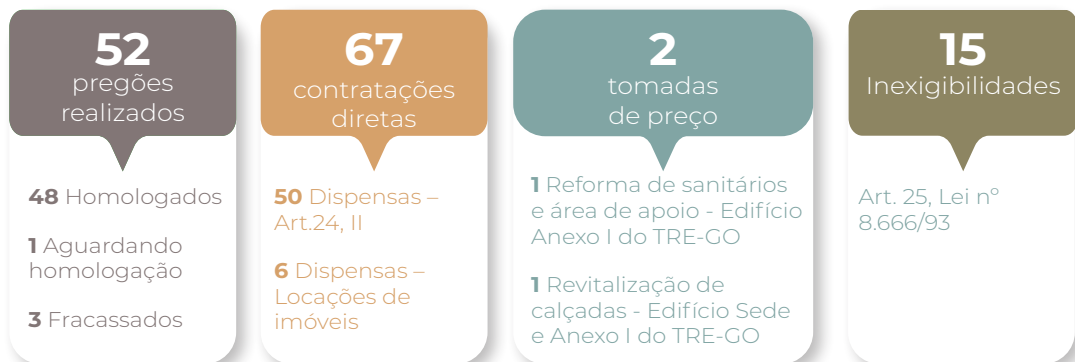 52
pregões
realizados
48 Homologados
1 Aguardando
homologação
3 Fracassados
67
contratações
diretas
50 Dispensas –
Art.24, II
6 Dispensas –
Locações de
imóveis
2
tomadas
de preço
1 Reforma de sanitários
e área de apoio - Edifício
Anexo I do TRE-GO
1 Revitalização de
calçadas - Edifício Sede
e Anexo I do TRE-GO
15
Inexigibilidades
Art. 25, Lei nº
8.666/93